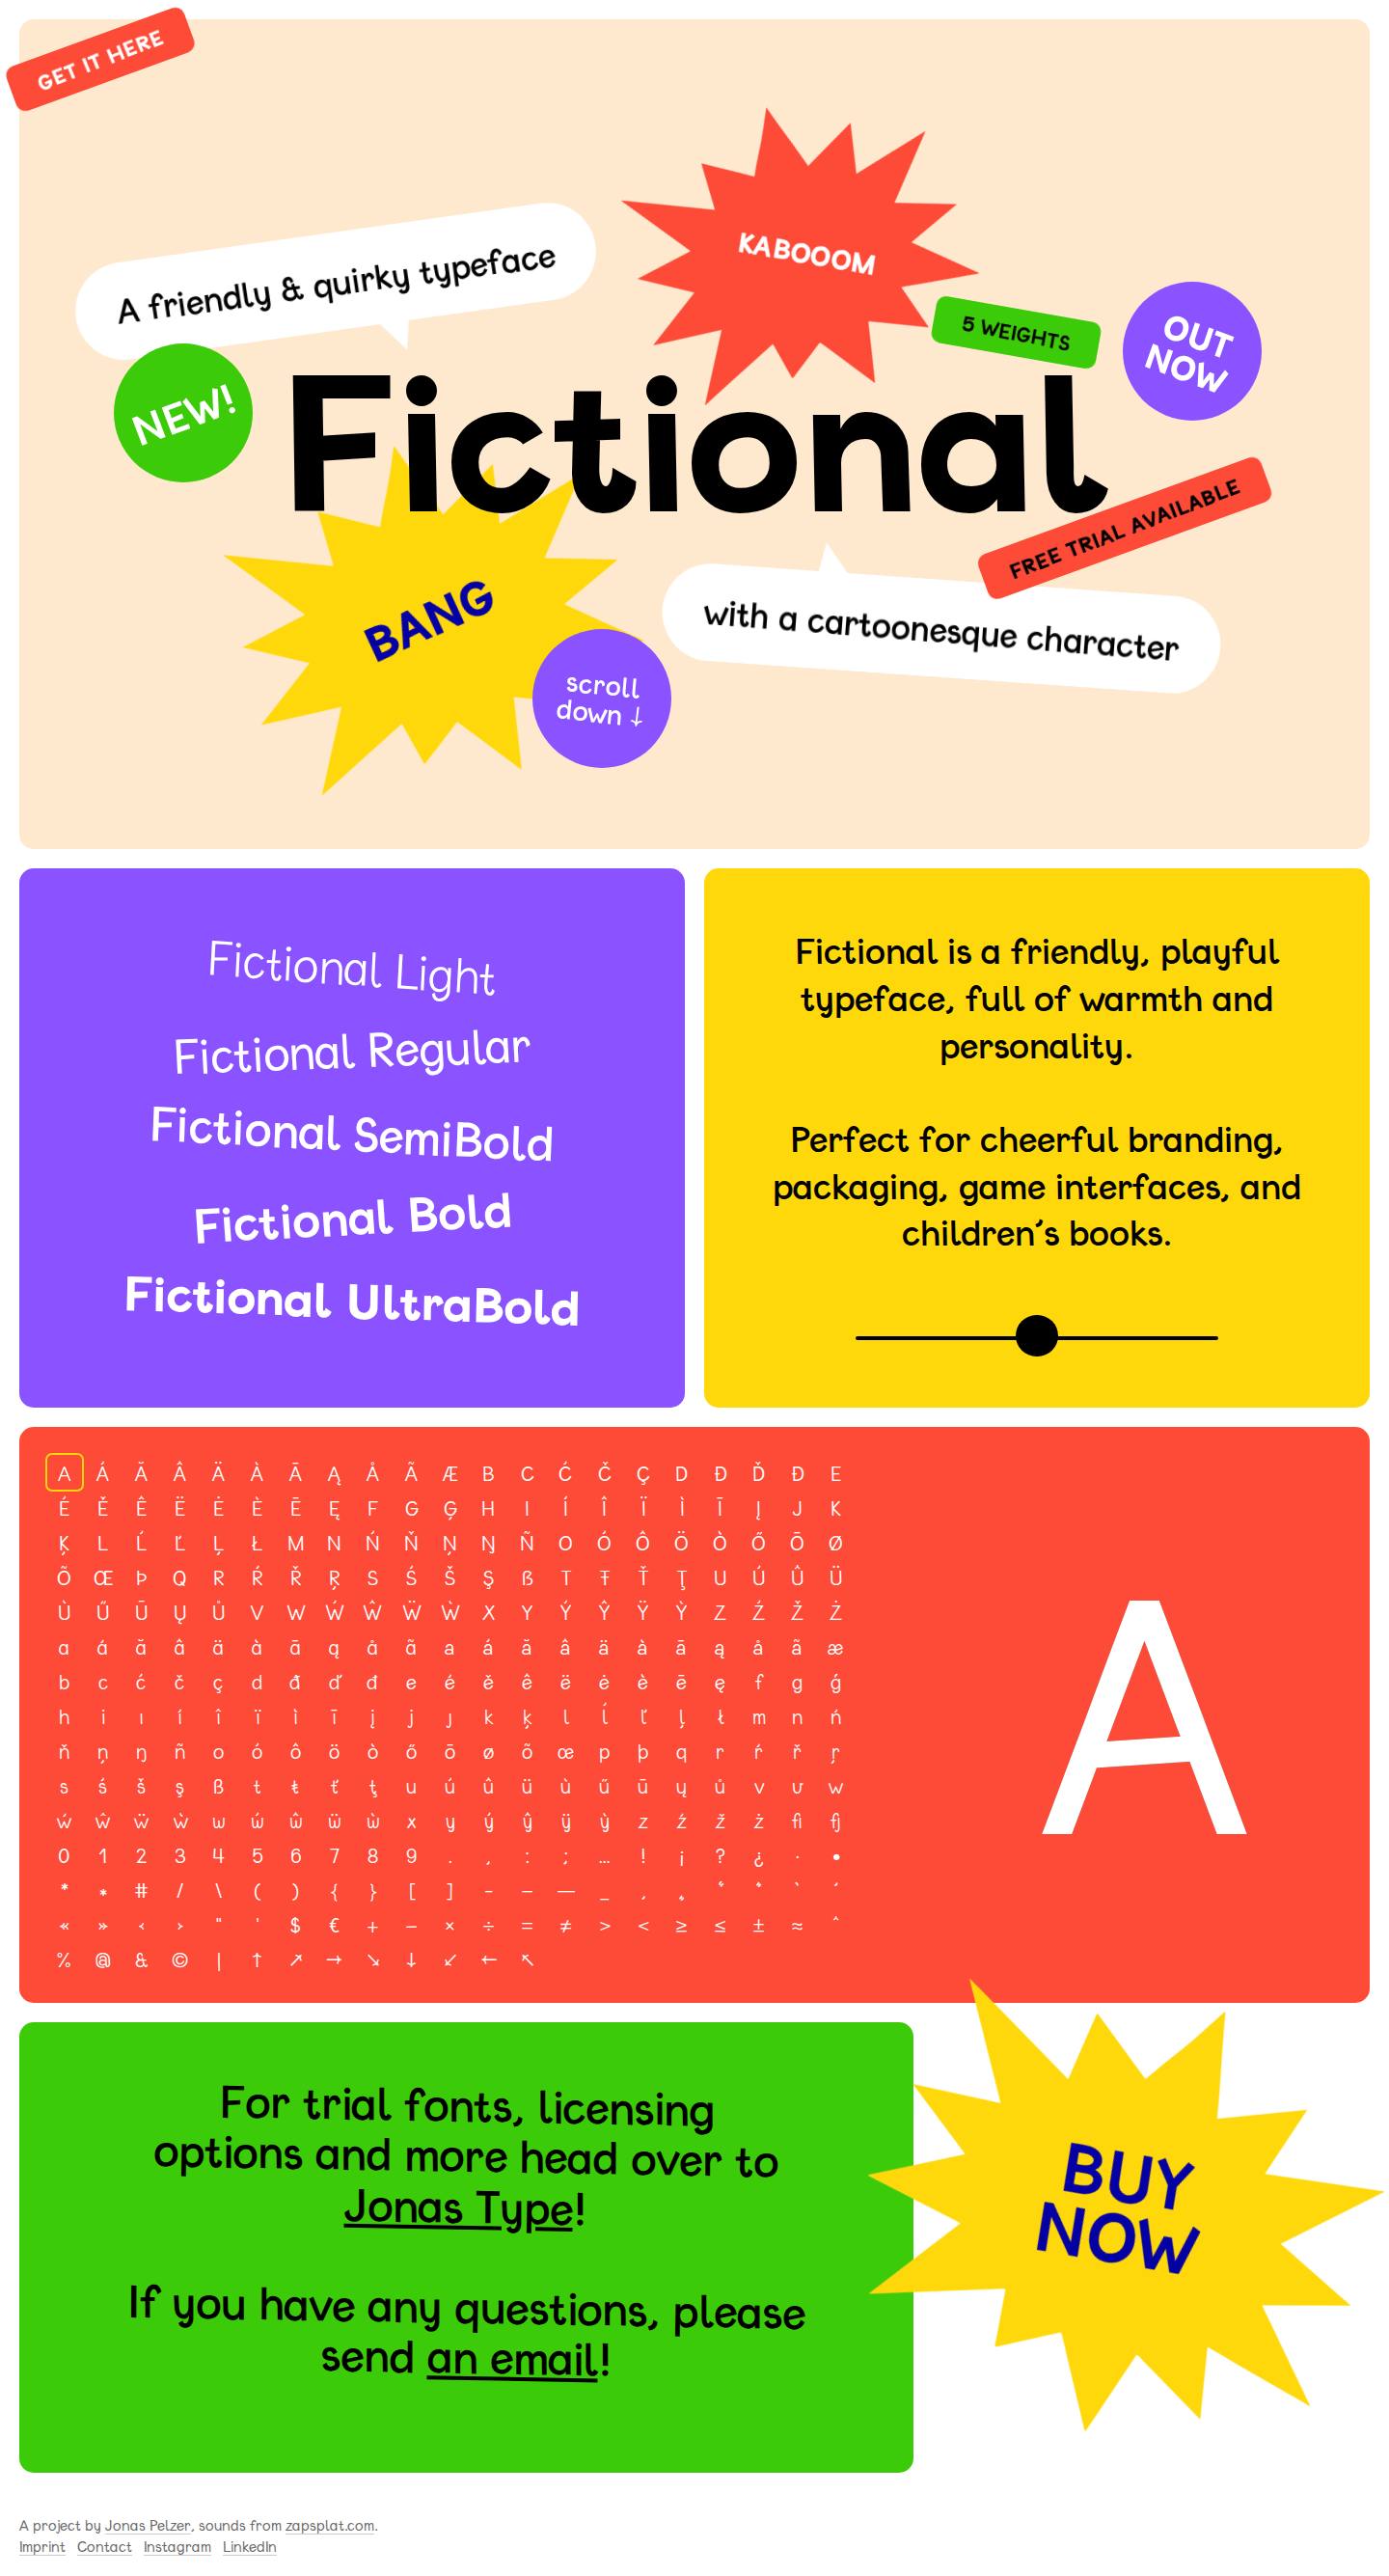 GET IT HERE
KABOOOM
A friendly & quirky typeface
5 WEIGHTS
OUT
NOW
NEW!
Fictional
FREE TRIAL AVAILABLE
BANG
with a cartoonesque character
scroll
down ↓
Fictional Light
Fictional Regular
Fictional SemiBold
Fictional Bold
Fictional UltraBold
Fictional is a friendly, playful
typeface, full of warmth and
personality.
Perfect for cheerful branding,
packaging, game interfaces, and
children’s books.
A Á Ă Â Ä À Ā Ą Å Ã Æ B C Ć Č Ç D Đ Ď Đ E
É Ě Ê Ë Ė È Ē Ę F G Ģ H I Í Î Ï Ì Ī Į J K
Ķ L Ĺ Ľ Ļ Ł M N Ń Ň Ņ Ŋ Ñ O Ó Ô Ö Ò Ő Ō Ø
Õ Œ Þ Q R Ŕ Ř Ŗ S Ś Š Ş ß T Ŧ Ť Ţ U Ú Û Ü
Ù Ű Ū Ų Ů V W Ẃ Ŵ Ẅ Ẁ X Y Ý Ŷ Ÿ Ỳ Z Ź Ž Ż
a á ă â ä à ā ą å ã a á ă â ä à ā ą å ã æ
b c ć č ç d đ ď đ e é ě ê ë ė è ē ę f g ģ
h i ı í î ï ì ī į j ȷ k ķ l ĺ ľ ļ ł m n ń
ň ņ ŋ ñ o ó ô ö ò ő ō ø õ œ p þ q r ŕ ř ŗ
s ś š ş ß t ŧ ť ţ u ú û ü ù ű ū ų ů v w w
ẃ ŵ ẅ ẁ w ẃ ŵ ẅ ẁ x y ý ŷ ÿ ỳ z ź ž ż fi fj
0 1 2 3 4 5 6 7 8 9 . , : ; … ! ¡ ? ¿ · •
* * # / \ ( ) { } [ ] - – — _
« » ‹ › " ' $ € + − × ÷ = ≠ > < ≥ ≤ ± ≈ ^
% @ & © | ↑ ↗ → ↘ ↓ ↙ ← ↖
A
For trial fonts, licensing
options and more head over to
Jonas Type!
If you have any questions, please
send an email!
BUY
NOW
A project by Jonas Pelzer, sounds from zapsplat.com.
Imprint Contact Instagram LinkedIn